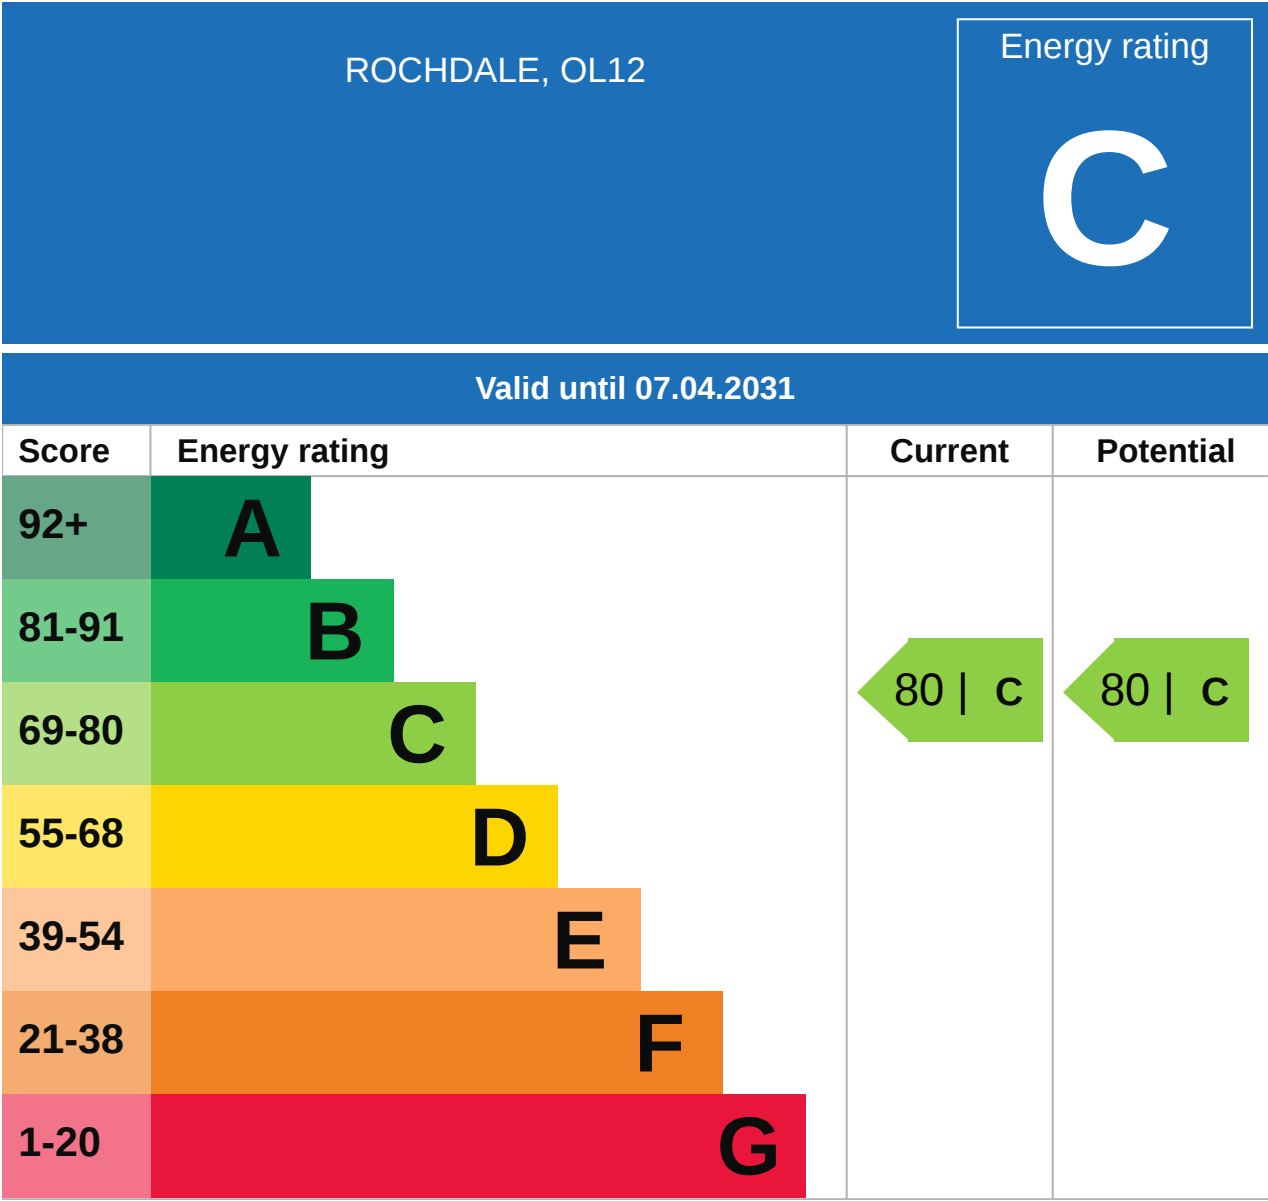 ROCHDALE, OL12
Energy rating
C
Valid until 07.04.2031
Score Energy rating Current Potential
92+ A
81-91 B
69-80 C
80 | C 80 | C
55-68 D
39-54 E
21-38 F
1-20 G